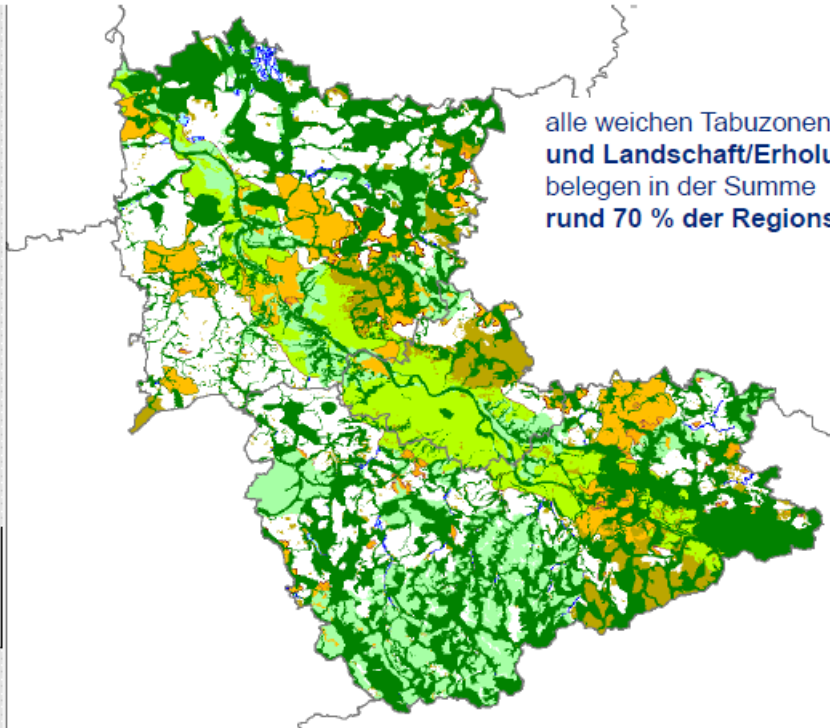 alle weichen Tabuzonen
und Landschaft/Erholu
belegen in der Summe
rund 70 % der Regions